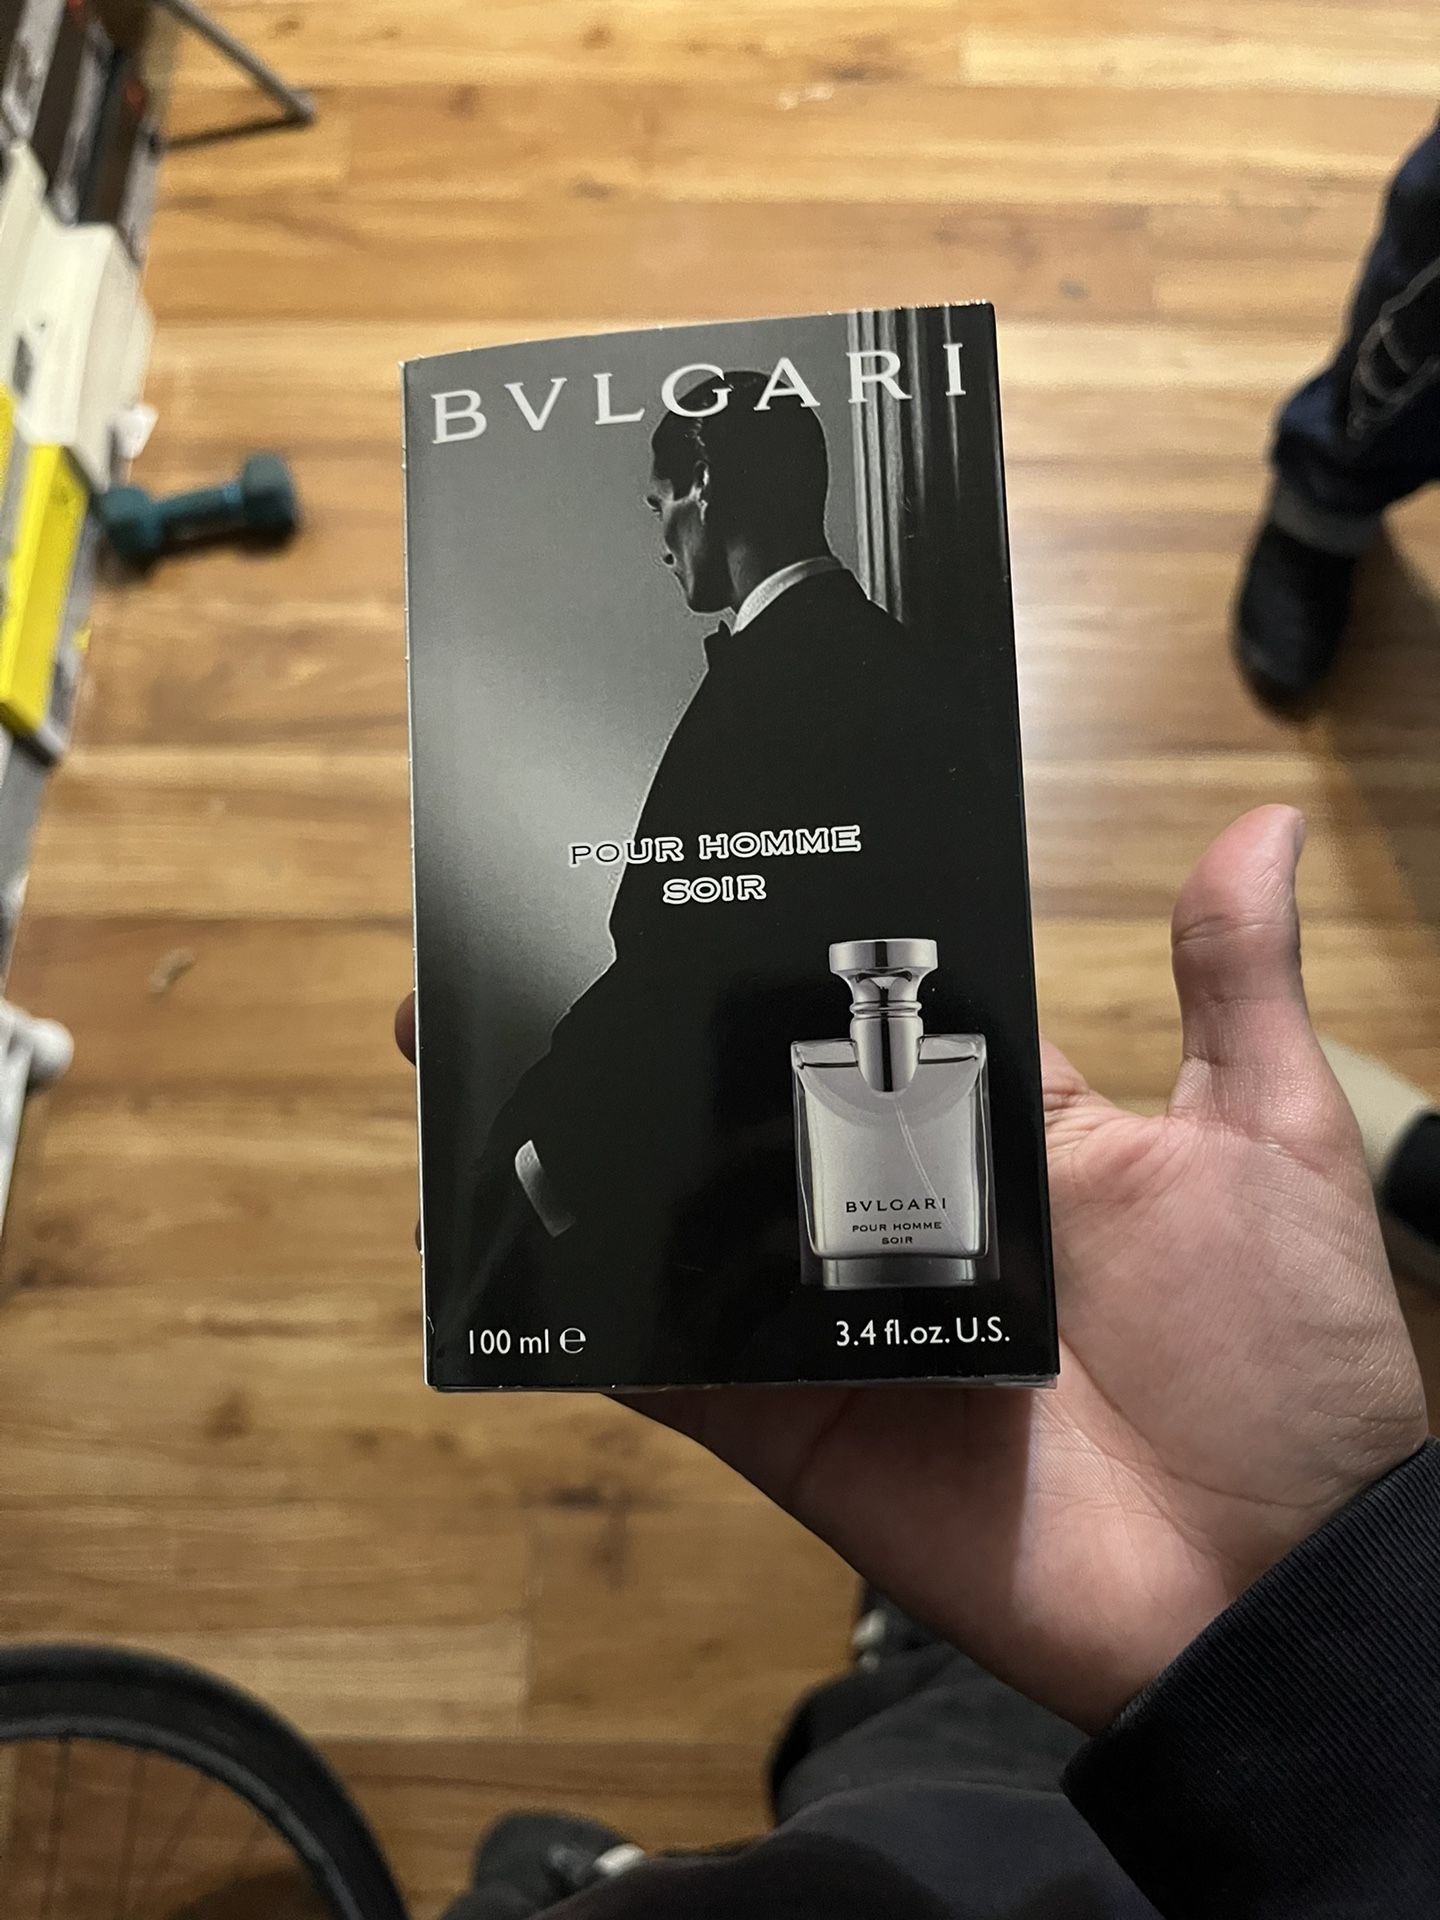 BVLGARI
POUR HOMME
SOIR
BVLGARI
POUR HOMME
SOIR
100 ml ℮
3.4 fl.oz. U.S.